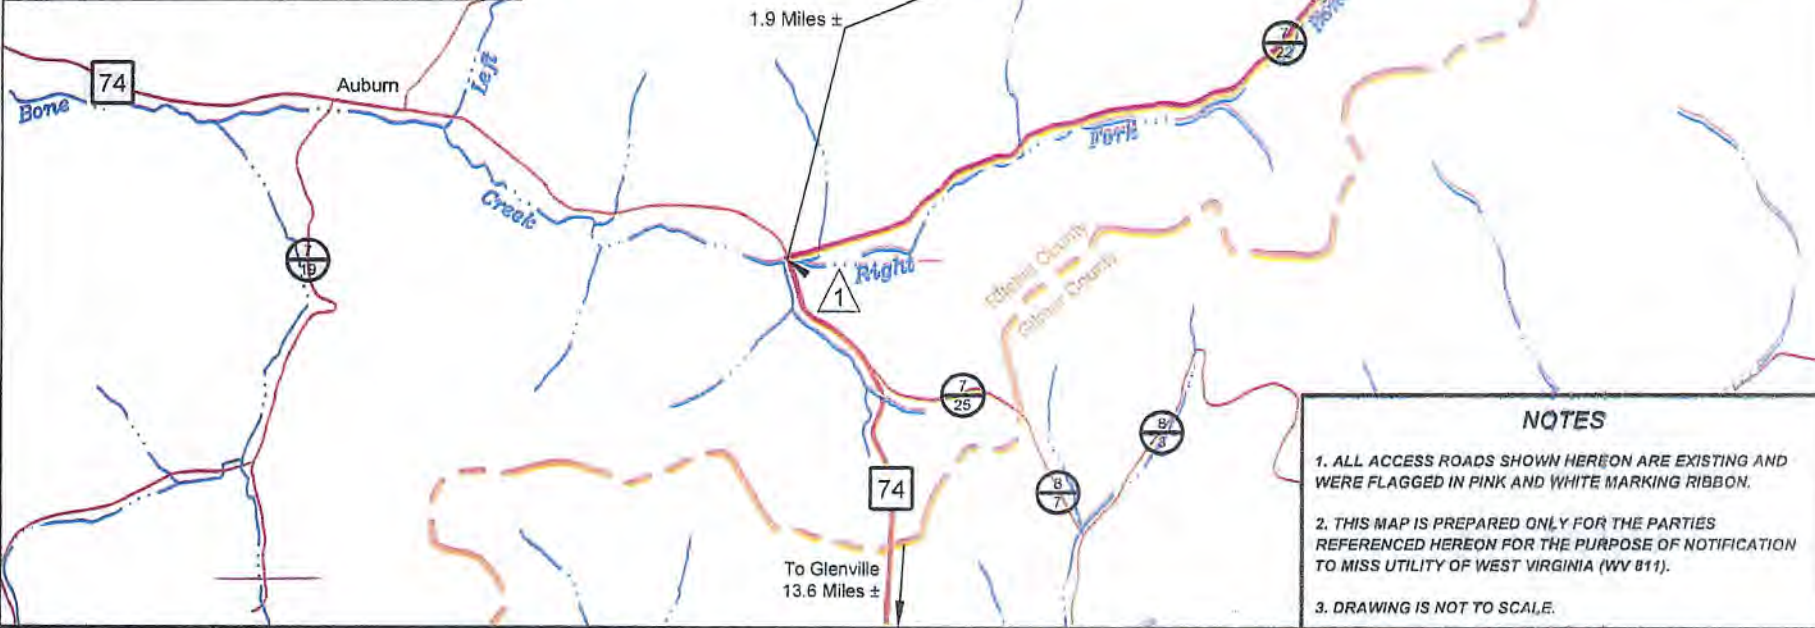 1.9 Miles ±
7
22
74
Auburn
Left
Bone
Fork
Creek
7
19
Right
1
Ritchie County
Gilmer County
7
25
8
7
74
To Glenville
13.6 Miles ±
NOTES
1. ALL ACCESS ROADS SHOWN HEREON ARE EXISTING AND
WERE FLAGGED IN PINK AND WHITE MARKING RIBBON.
2. THIS MAP IS PREPARED ONLY FOR THE PARTIES
REFERENCED HEREON FOR THE PURPOSE OF NOTIFICATION
TO MISS UTILITY OF WEST VIRGINIA (WV 811).
3. DRAWING IS NOT TO SCALE.